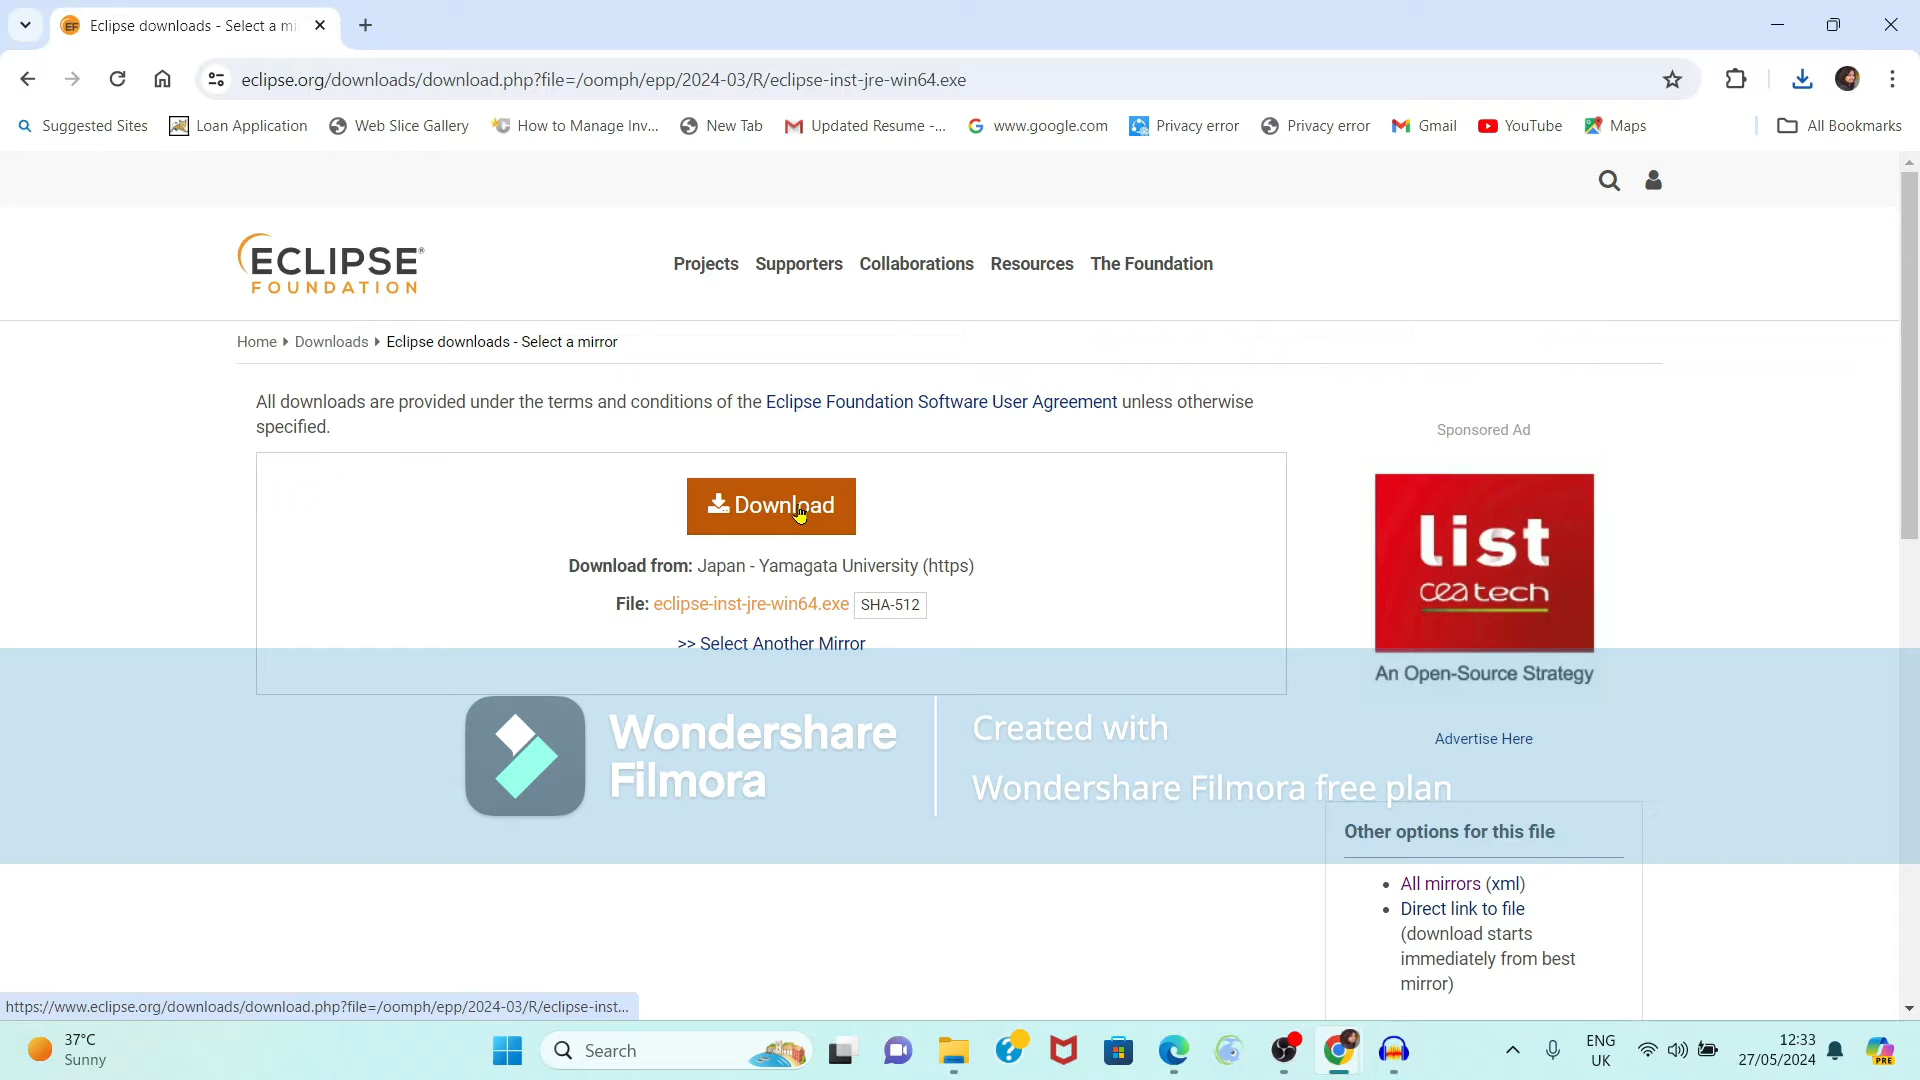 Eclipse downloads - Select a mi
eclipse.org/downloads/download.php?file=/oomph/epp/2024-03/R/eclipse-inst-jre-win64.exe
Suggested Sites Loan Application Web Slice Gallery How to Manage Inv... New Tab Updated Resume -... www.google.com Privacy error Privacy error Gmail YouTube Maps All Bookmarks
ECLIPSE®
FOUNDATION
Projects Supporters Collaborations Resources The Foundation
Home Downloads Eclipse downloads - Select a mirror
All downloads are provided under the terms and conditions of the Eclipse Foundation Software User Agreement unless otherwise
specified.
Download
Download from: Japan - Yamagata University (https)
File: eclipse-inst-jre-win64.exe SHA-512
>> Select Another Mirror
Sponsored Ad
list
ceatech
An Open-Source Strategy
Advertise Here
Wondershare
Filmora
Created with
Wondershare Filmora free plan
Other options for this file
All mirrors (xml)
Direct link to file
(download starts
immediately from best
mirror)
https://www.eclipse.org/downloads/download.php?file=/oomph/epp/2024-03/R/eclipse-inst...
37°C
Sunny
Search
ENG
UK
12:33
27/05/2024
PRE